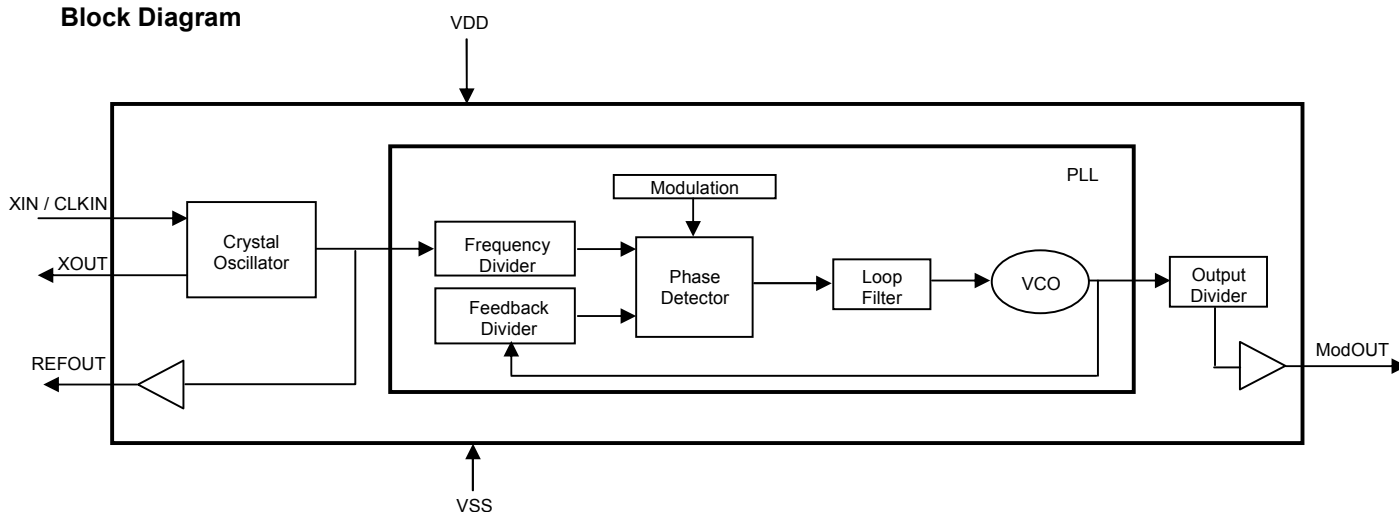 Block Diagram
VDD
PLL
Modulation
XIN / CLKIN
Crystal
Oscillator
XOUT
Frequency
Divider
Feedback
Divider
Phase
Detector
Loop
Filter
VCO
Output
Divider
REFOUT
ModOUT
VSS